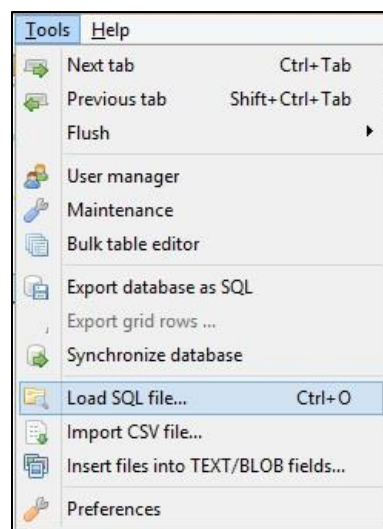 Tools Help
Next tab Ctrl+Tab
Previous tab Shift+Ctrl+Tab
Flush
User manager
Maintenance
Bulk table editor
Export database as SQL
Export grid rows ...
Synchronize database
Load SQL file... Ctrl+O
Import CSV file...
Insert files into TEXT/BLOB fields...
Preferences